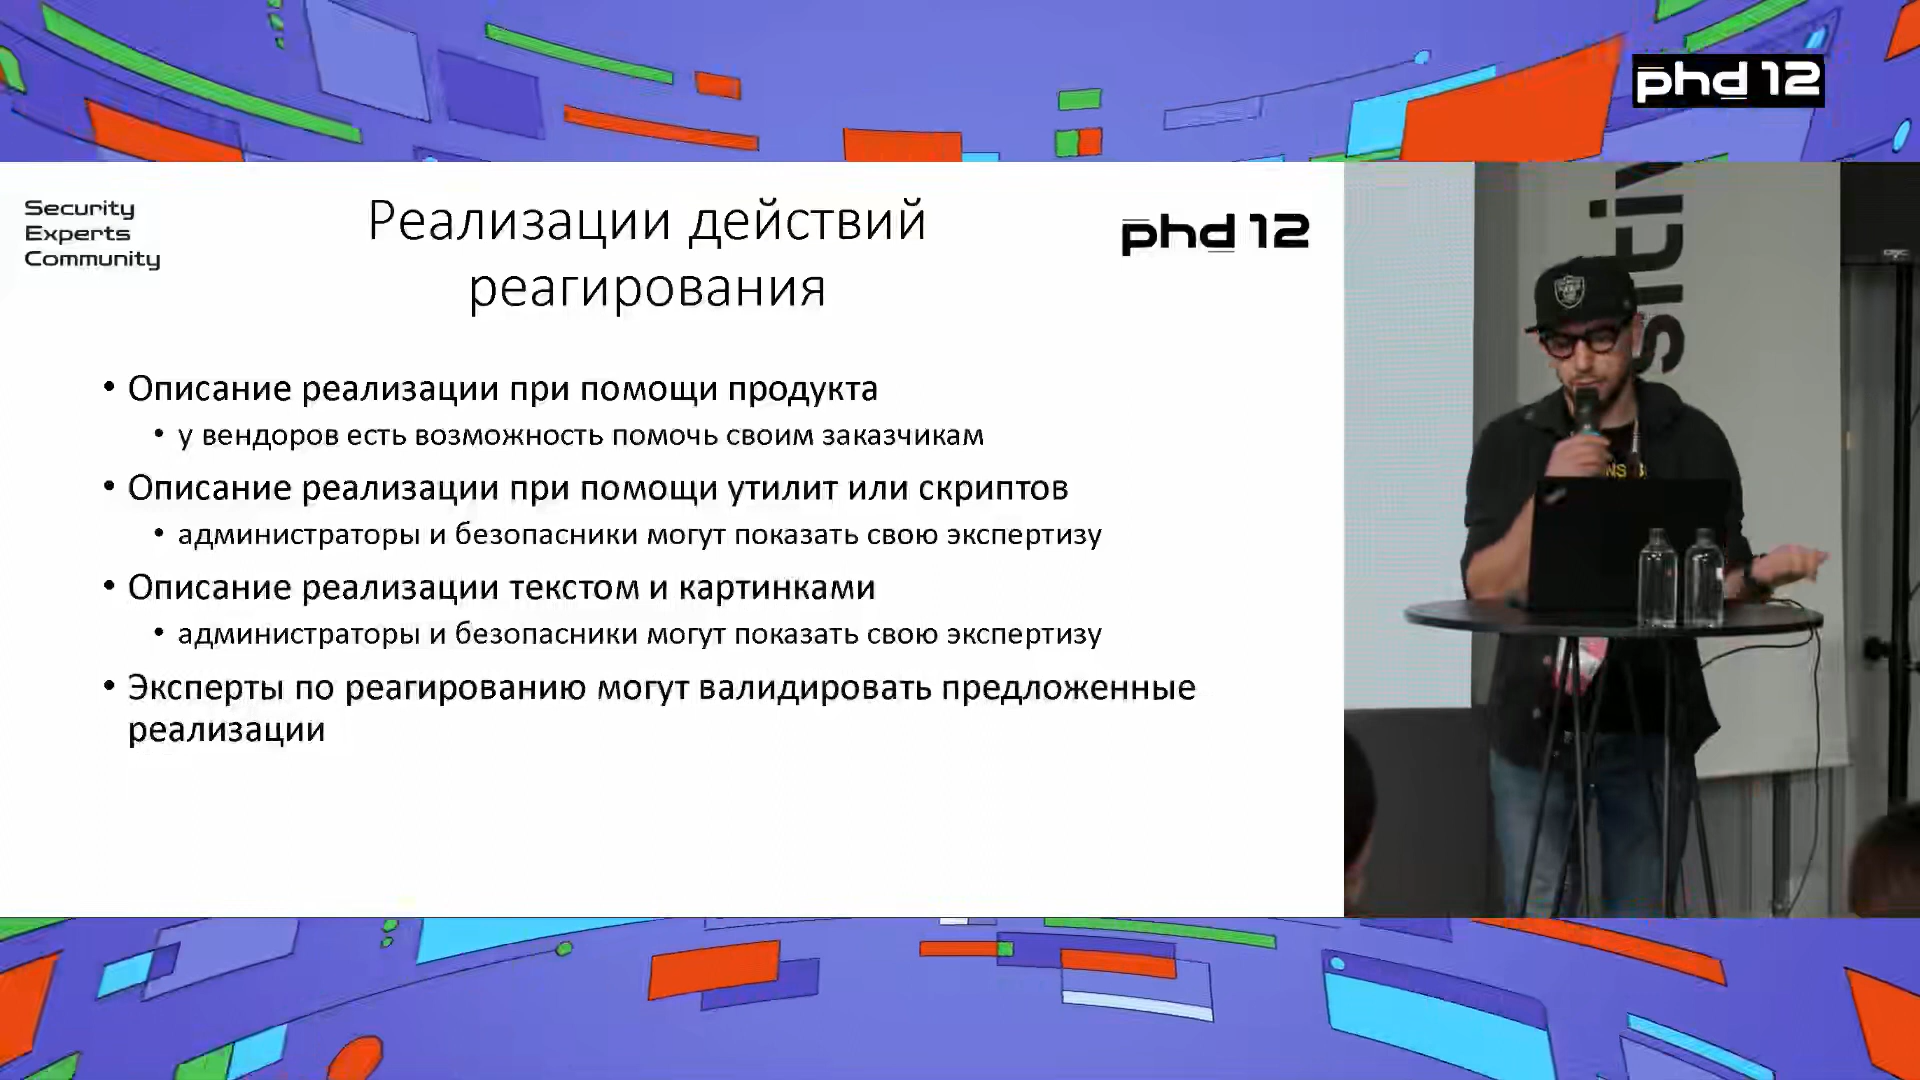 phd 12
Security
Experts
Community
Реализации действий
реагирования
phd 12
• Описание реализации при помощи продукта
• у вендоров есть возможность помочь своим заказчикам
• Описание реализации при помощи утилит или скриптов
• администраторы и безопасники могут показать свою экспертизу
• Описание реализации текстом и картинками
• администраторы и безопасники могут показать свою экспертизу
• Эксперты по реагированию могут валидировать предложенные
реализации